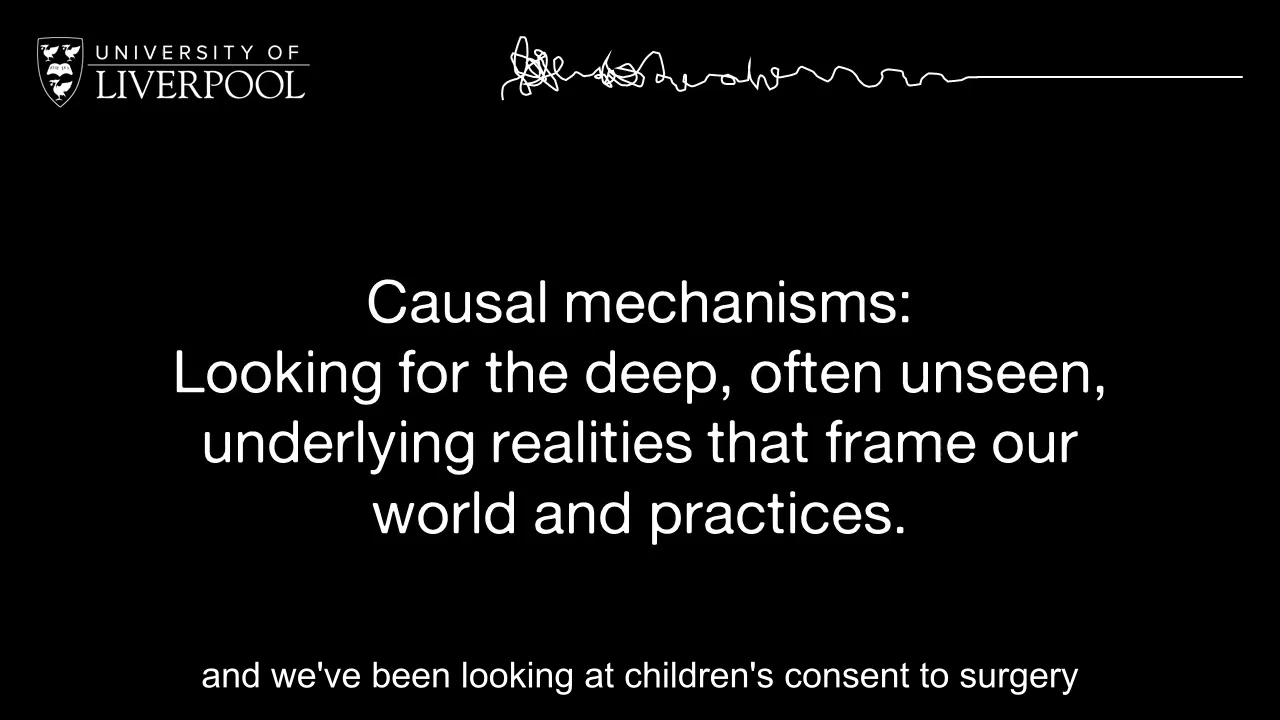 UNIVERSITY OF
LIVERPOOL
Causal mechanisms:
Looking for the deep, often unseen,
underlying realities that frame our
world and practices.
and we've been looking at children's consent to surgery